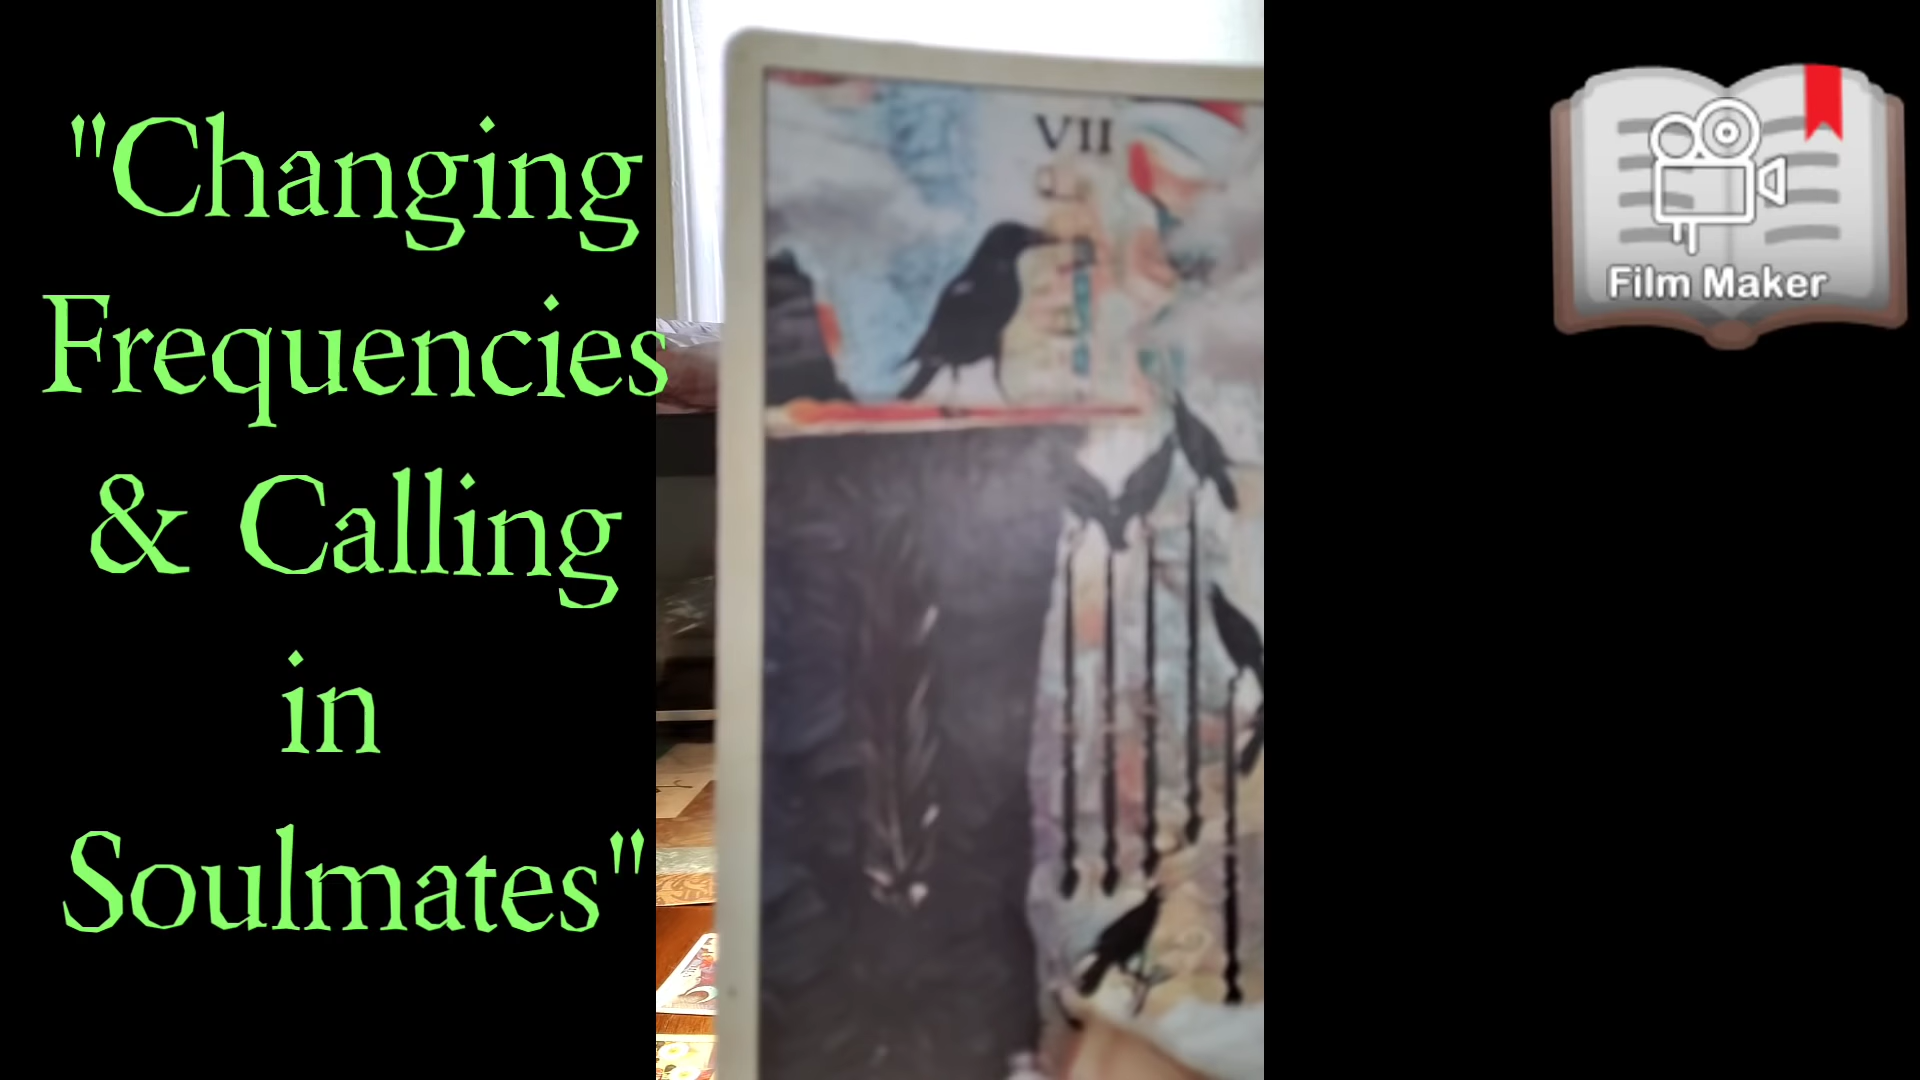 "Changing
Frequencies
& Calling
in
Soulmates"
VII
Film Maker